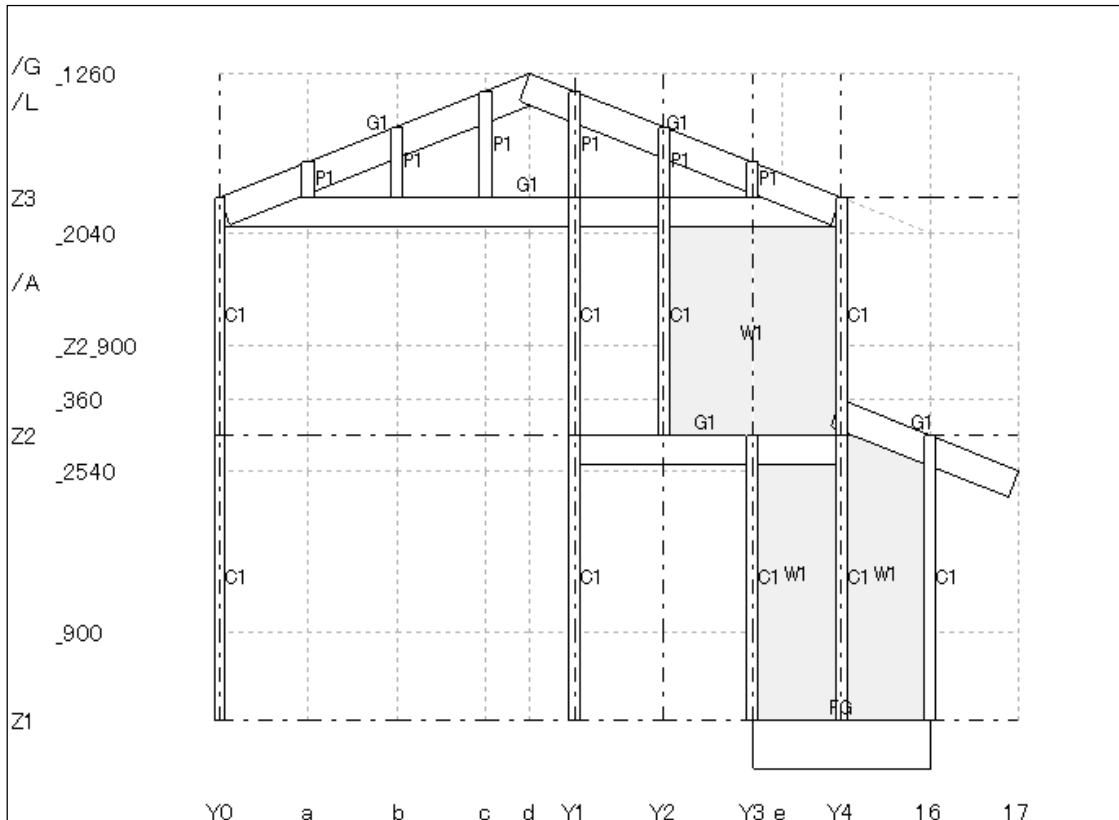 /G
_1260
/L
G1 G1
P1 P1 P1 P1
P1 G1 P1
Z3
_2040
/A
C1 C1 C1 C1
W1
_Z2_900
_360
G1 G1
Z2
_2540
C1 C1 C1 W1 C1 W1 C1
_900
FG
Z1
Y0 a b c d Y1 Y2 Y3 e Y4 16 17